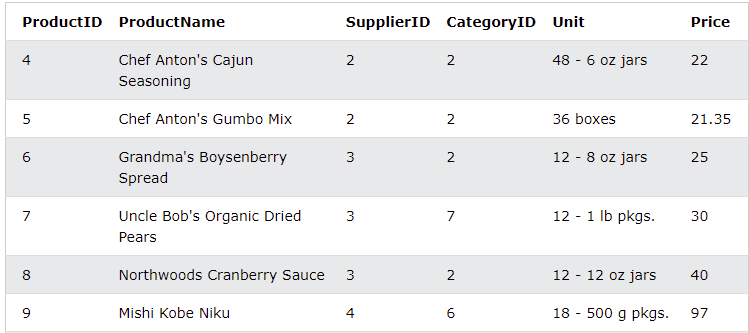 ProductID ProductName SupplierID CategoryID Unit Price
4 Chef Anton's Cajun Seasoning 2 2 48 - 6 oz jars 22
5 Chef Anton's Gumbo Mix 2 2 36 boxes 21.35
6 Grandma's Boysenberry Spread 3 2 12 - 8 oz jars 25
7 Uncle Bob's Organic Dried Pears 3 7 12 - 1 lb pkgs. 30
8 Northwoods Cranberry Sauce 3 2 12 - 12 oz jars 40
9 Mishi Kobe Niku 4 6 18 - 500 g pkgs. 97